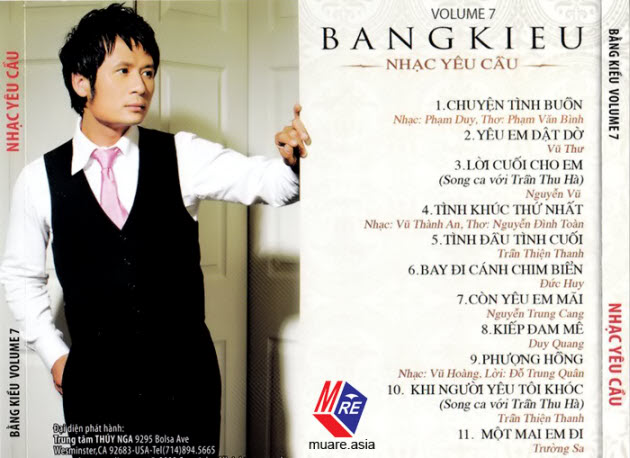 NHẠC YÊU CẦU
BẰNG KIỀU VOLUME 7
VOLUME 7
BANGKIEU
NHẠC YÊU CẦU
1.CHUYỆN TÌNH BUỒN
Nhạc: Phạm Duy, Thơ: Phạm Văn Bình
2.YÊU EM DẬT DỜ
Vũ Thư
3.LỜI CUỐI CHO EM
(Song ca với Trần Thu Hà)
Nguyễn Vũ
4.TÌNH KHÚC THỨ NHẤT
Nhạc: Vũ Thành An, Thơ: Nguyễn Đình Toàn
5.TÌNH ĐẦU TÌNH CUỐI
Trần Thiện Thanh
6.BAY ĐI CÁNH CHIM BIỂN
Đức Huy
7.CÒN YÊU EM MÃI
Nguyễn Trung Cang
8.KIẾP ĐAM MÊ
Duy Quang
9.PHƯỢNG HỒNG
Nhạc: Vũ Hoàng, Lời: Đỗ Trung Quân
10. KHI NGƯỜI YÊU TÔI KHÓC
(Song ca với Trần Thu Hà)
Trần Thiện Thanh
11. MỘT MAI EM ĐI
Trường Sa
MRE
muare.asia
Đại diện phát hành:
Trung tâm THÚY NGA 9295 Bolsa Ave
Wesminster,CA 92683-USA-Tel(714)894.5665
BẰNG KIỀU VOLUME 7
NHẠC YÊU CẦU